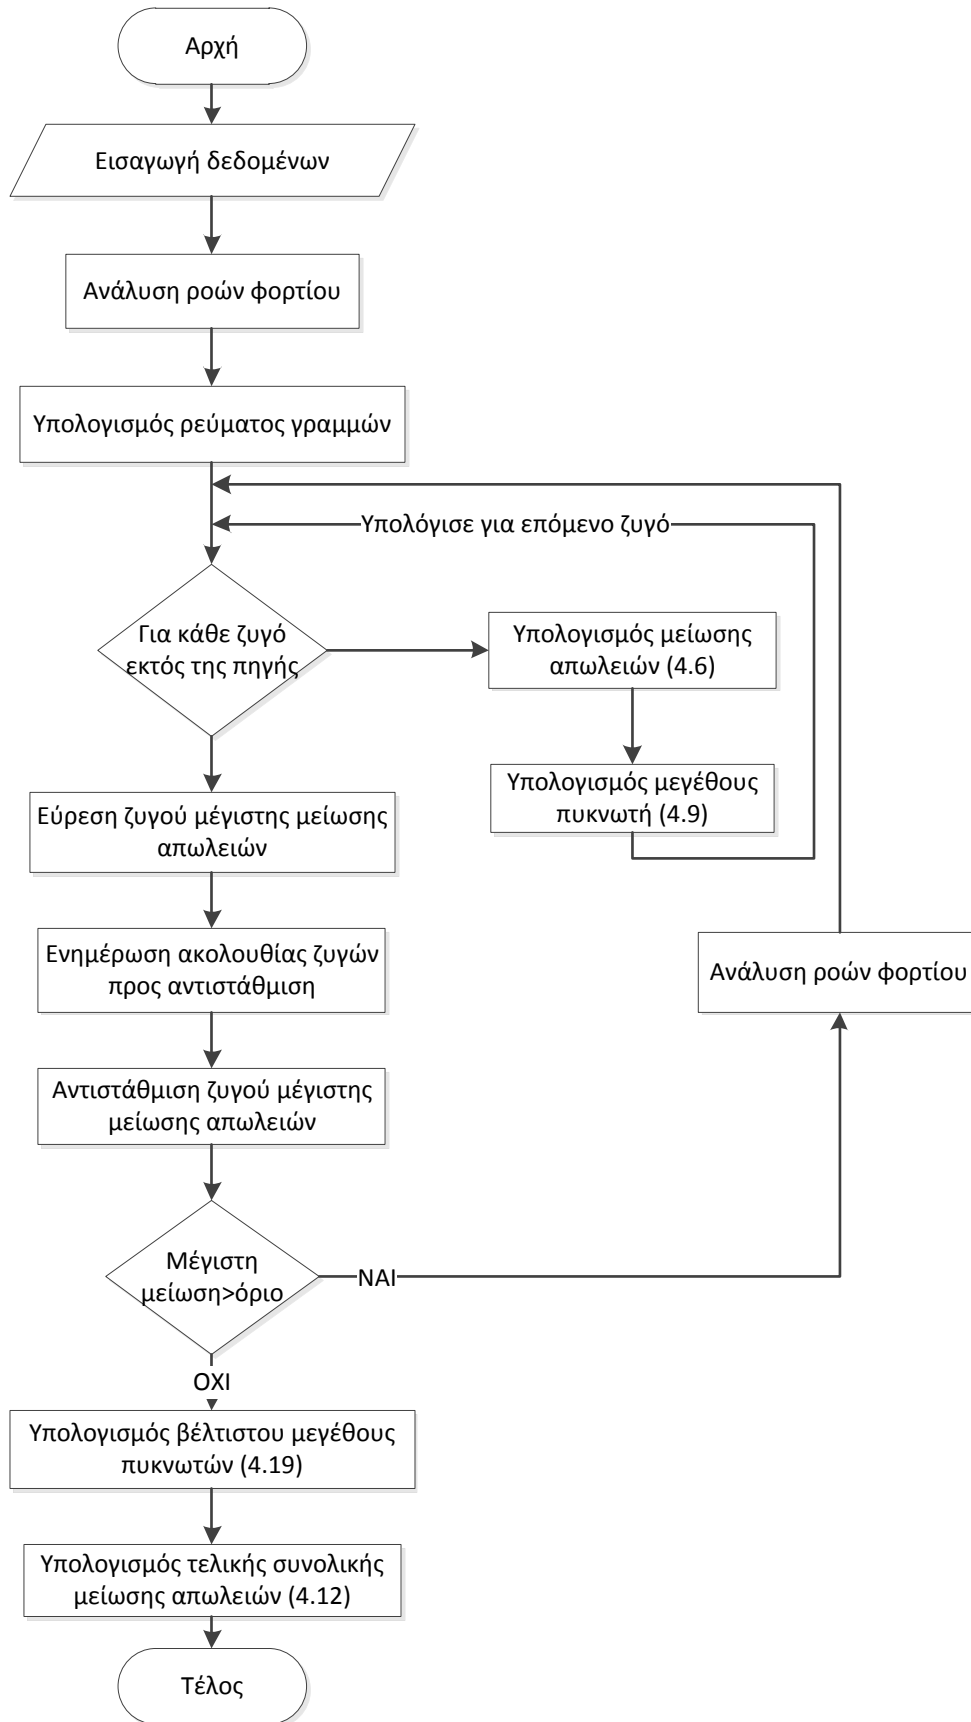 Αρχή
Εισαγωγή δεδομένων
Ανάλυση ροών φορτίου
Υπολογισμός ρεύματος γραμμών
Υπολόγισε για επόμενο ζυγό
Για κάθε ζυγό
εκτός της πηγής
Υπολογισμός μείωσης
απωλειών (4.6)
Υπολογισμός μεγέθους
πυκνωτή (4.9)
Εύρεση ζυγού μέγιστης μείωσης
απωλειών
Ενημέρωση ακολουθίας ζυγών
προς αντιστάθμιση
Ανάλυση ροών φορτίου
Αντιστάθμιση ζυγού μέγιστης
μείωσης απωλειών
Μέγιστη
μείωση>όριο
ΝΑΙ
ΟΧΙ
Υπολογισμός βέλτιστου μεγέθους
πυκνωτών (4.19)
Υπολογισμός τελικής συνολικής
μείωσης απωλειών (4.12)
Τέλος